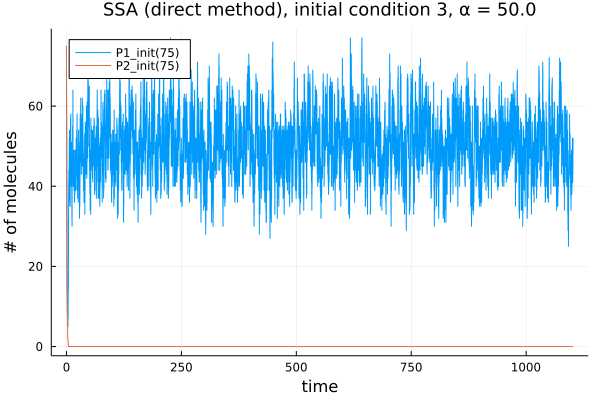 SSA (direct method), initial condition 3, α = 50.0
P1_init(75)
P2_init(75)
# of molecules
60
40
20
0
0 250 500 750 1000
time